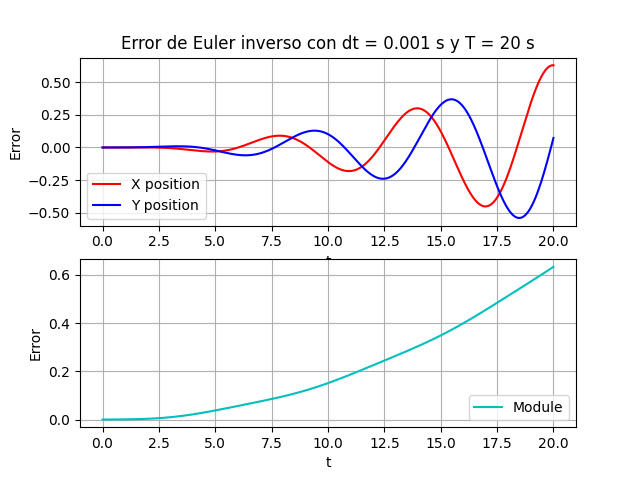 Error de Euler inverso con dt = 0.001 s y T = 20 s
0.50
0.25
0.00
−0.25
−0.50
Error
X position
Y position
0.0 2.5 5.0 7.5 10.0 12.5 15.0 17.5 20.0
t
0.6
0.4
0.2
0.0
Error
Module
0.0 2.5 5.0 7.5 10.0 12.5 15.0 17.5 20.0
t